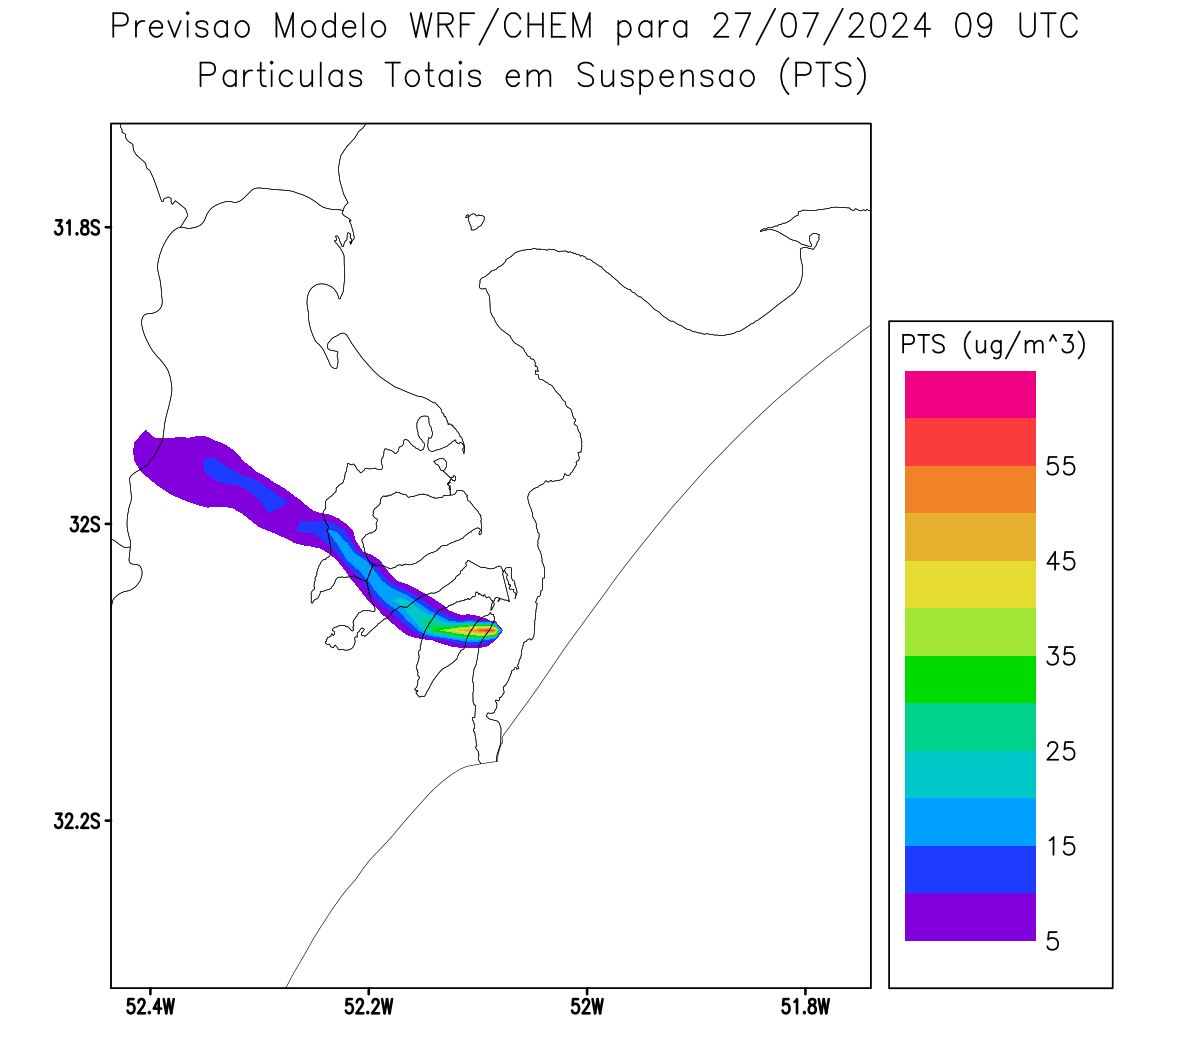 Previsao Modelo WRF/CHEM para 27/07/2024 09 UTC
Particulas Totais em Suspensao (PTS)
31.8S
32S
32.2S
52.4W
52.2W
52W
51.8W
PTS (ug/m^3)
55
45
35
25
15
5